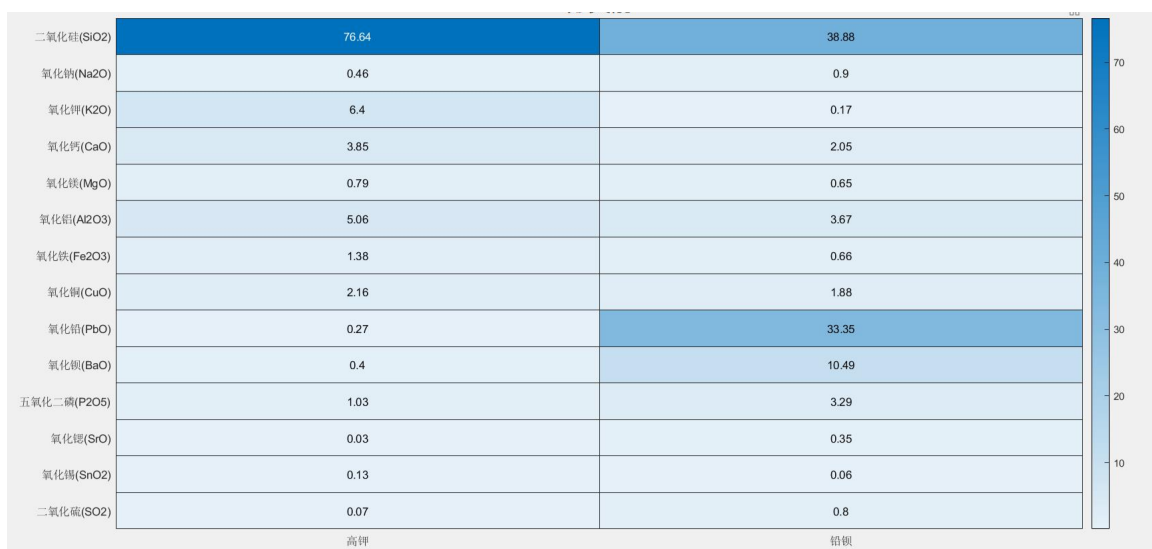 二氧化硅(SiO2) 76.64 38.88
氧化钠(Na2O) 0.46 0.9
70
氧化钾(K2O) 6.4 0.17
60
氧化钙(CaO) 3.85 2.05
氧化镁(MgO) 0.79 0.65
50
氧化铝(Al2O3) 5.06 3.67
氧化铁(Fe2O3) 1.38 0.66
40
氧化铜(CuO) 2.16 1.88
氧化铅(PbO) 0.27 33.35
30
氧化钡(BaO) 0.4 10.49
五氧化二磷(P2O5) 1.03 3.29
20
氧化锶(SrO) 0.03 0.35
氧化锡(SnO2) 0.13 0.06
10
二氧化硫(SO2) 0.07 0.8
高钾 铅钡